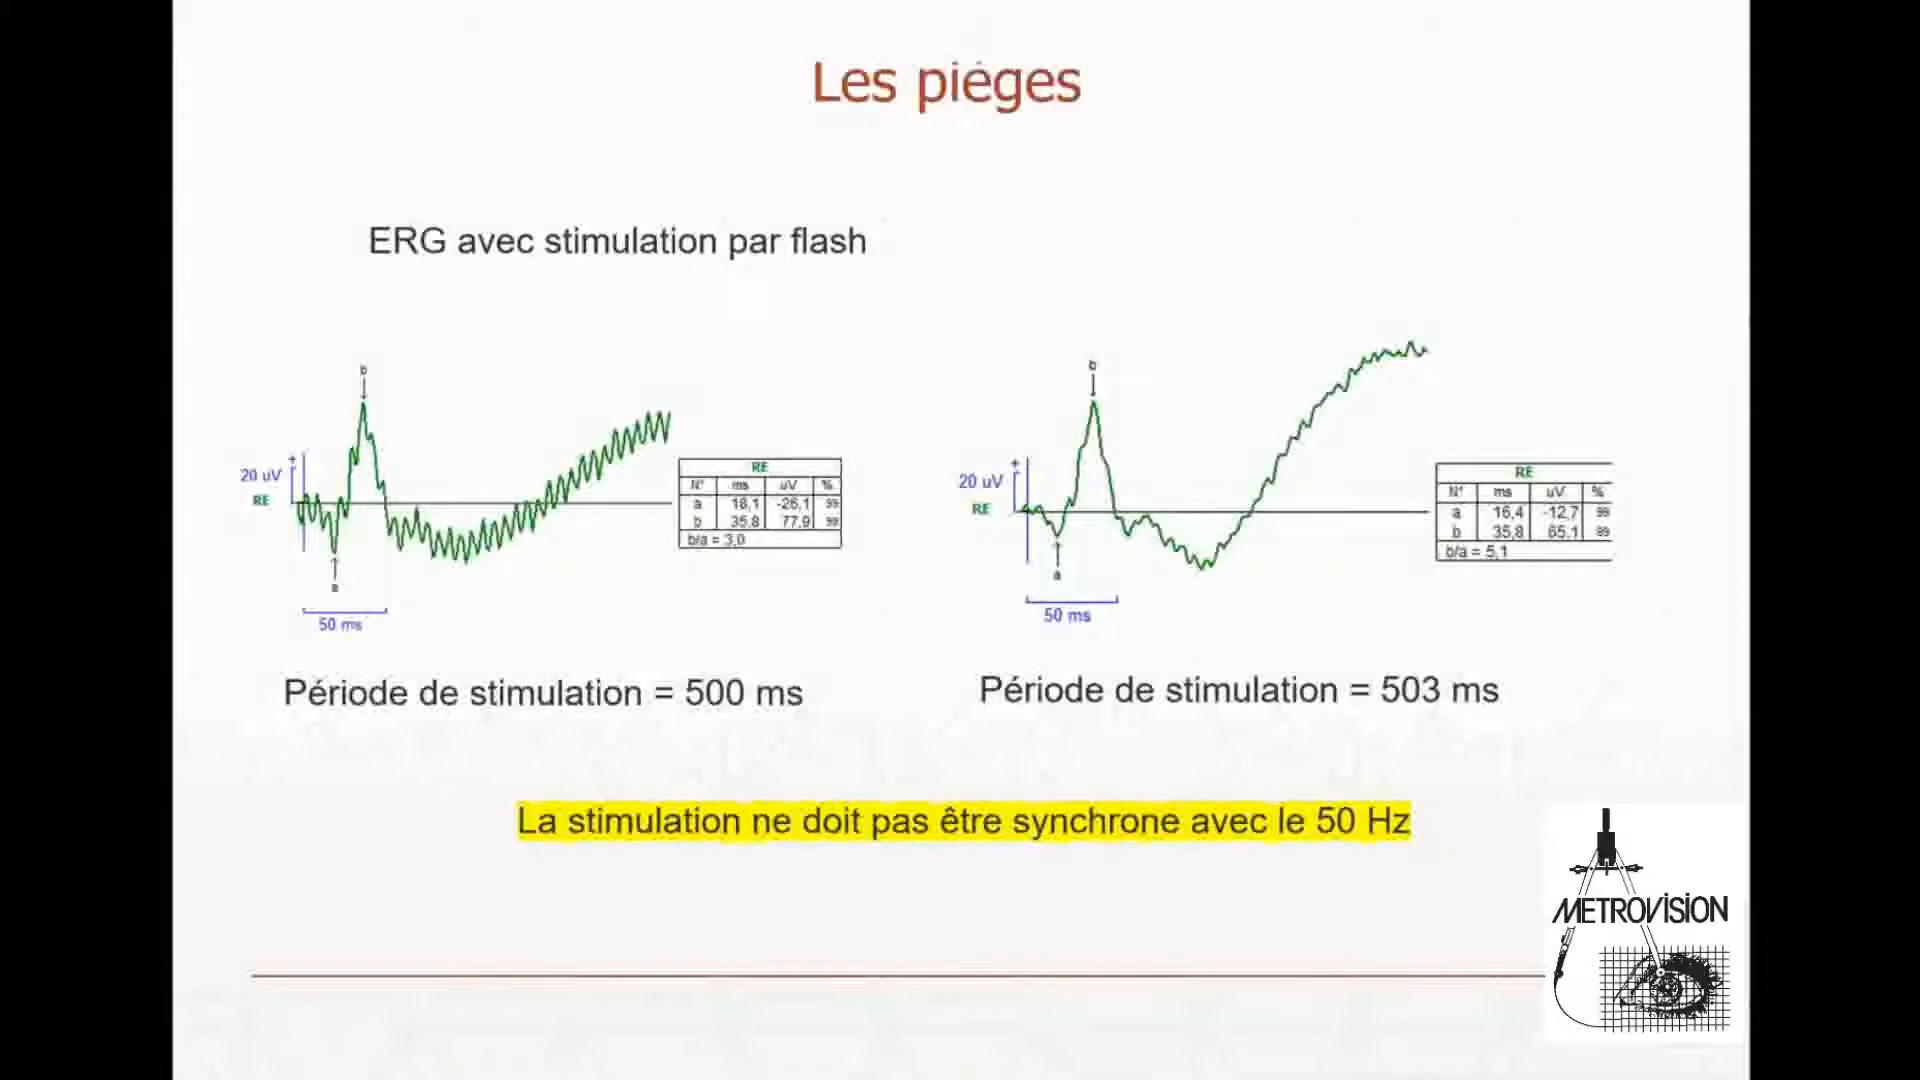 Les pièges
ERG avec stimulation par flash
b
20 uV
+
RE
a
50 ms
RE
N° ms uV %
a 18,1 -26,1 99
b 35,8 77,9 99
b/a = 3,0
b
20 uV
+
RE
a
50 ms
RE
N° ms uV %
a 16,4 -12,7 99
b 35,8 65,1 99
b/a = 5,1
Période de stimulation = 500 ms
Période de stimulation = 503 ms
La stimulation ne doit pas être synchrone avec le 50 Hz
METROVISION